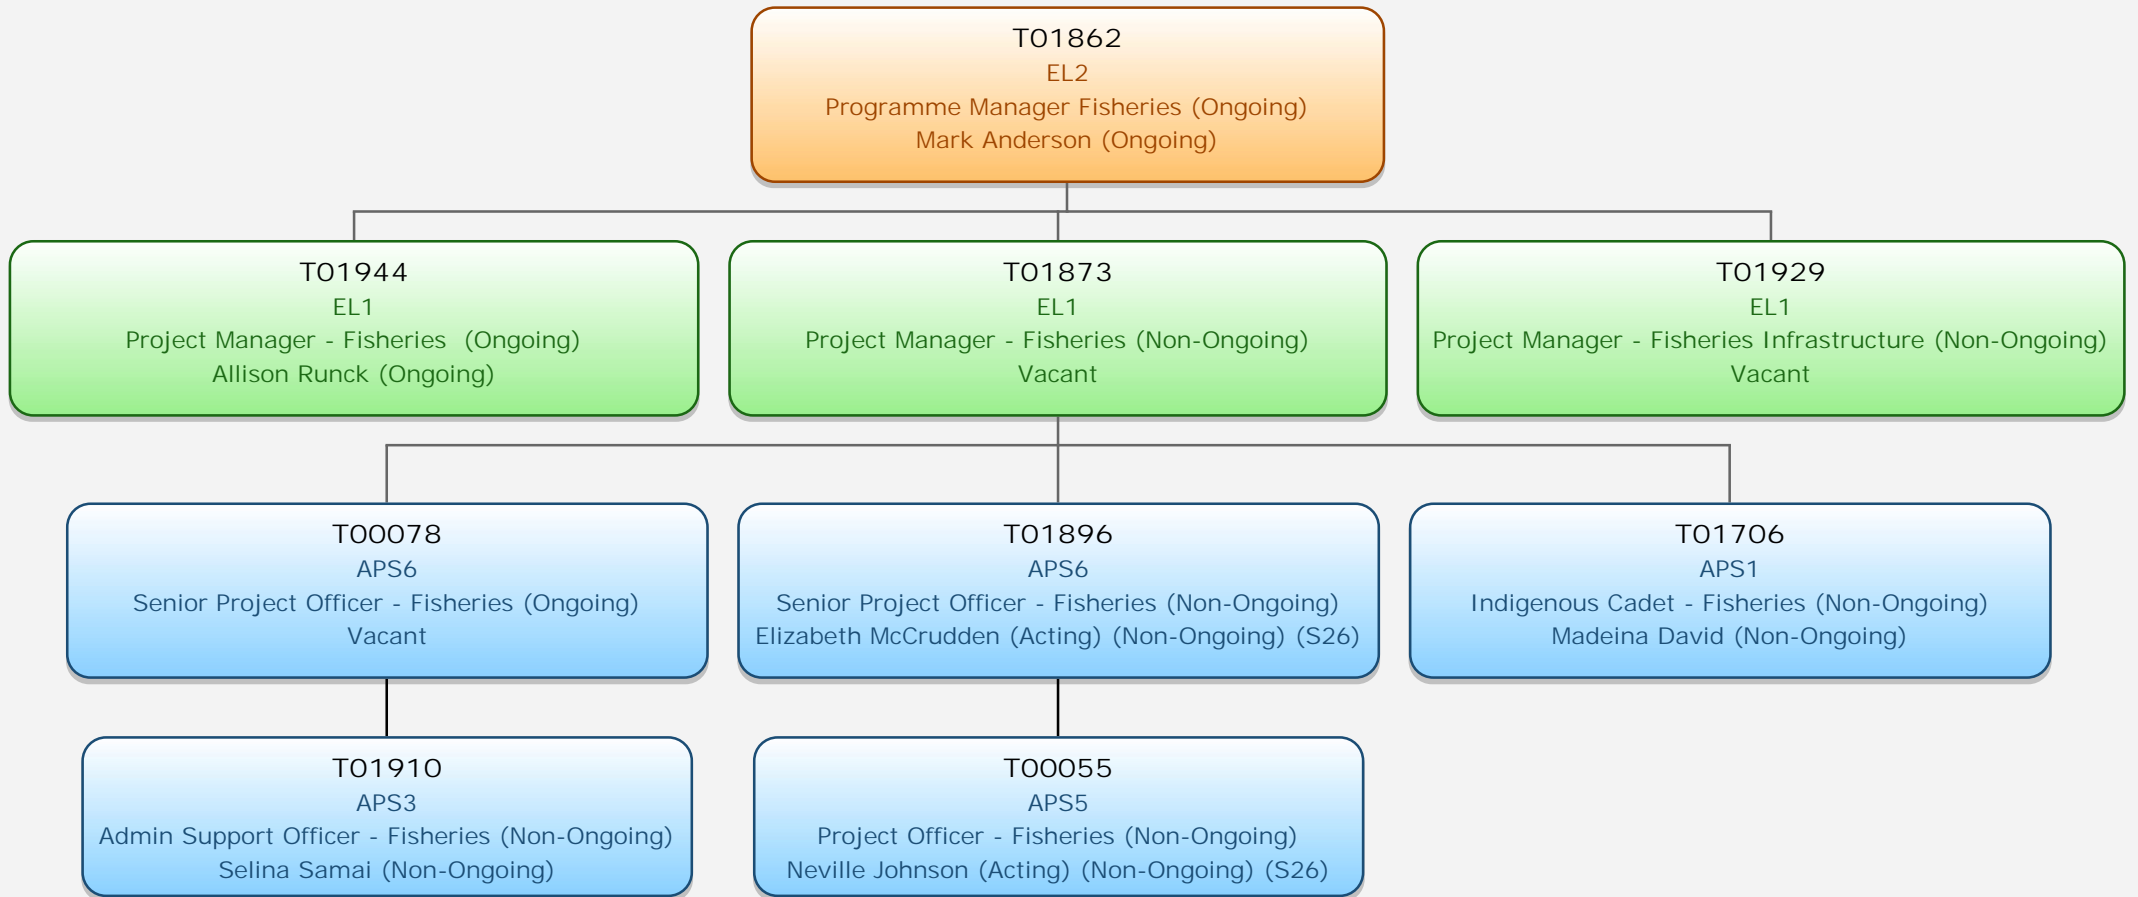 T01862
EL2
Programme Manager Fisheries (Ongoing)
Mark Anderson (Ongoing)
T01944
EL1
Project Manager - Fisheries  (Ongoing)
Allison Runck (Ongoing)
T01873
EL1
Project Manager - Fisheries (Non-Ongoing)
Vacant
T01929
EL1
Project Manager - Fisheries Infrastructure (Non-Ongoing)
Vacant
T00078
APS6
Senior Project Officer - Fisheries (Ongoing)
Vacant
T01896
APS6
Senior Project Officer - Fisheries (Non-Ongoing)
Elizabeth McCrudden (Acting) (Non-Ongoing) (S26)
T01706
APS1
Indigenous Cadet - Fisheries (Non-Ongoing)
Madeina David (Non-Ongoing)
T01910
APS3
Admin Support Officer - Fisheries (Non-Ongoing)
Selina Samai (Non-Ongoing)
T00055
APS5
Project Officer - Fisheries (Non-Ongoing)
Neville Johnson (Acting) (Non-Ongoing) (S26)